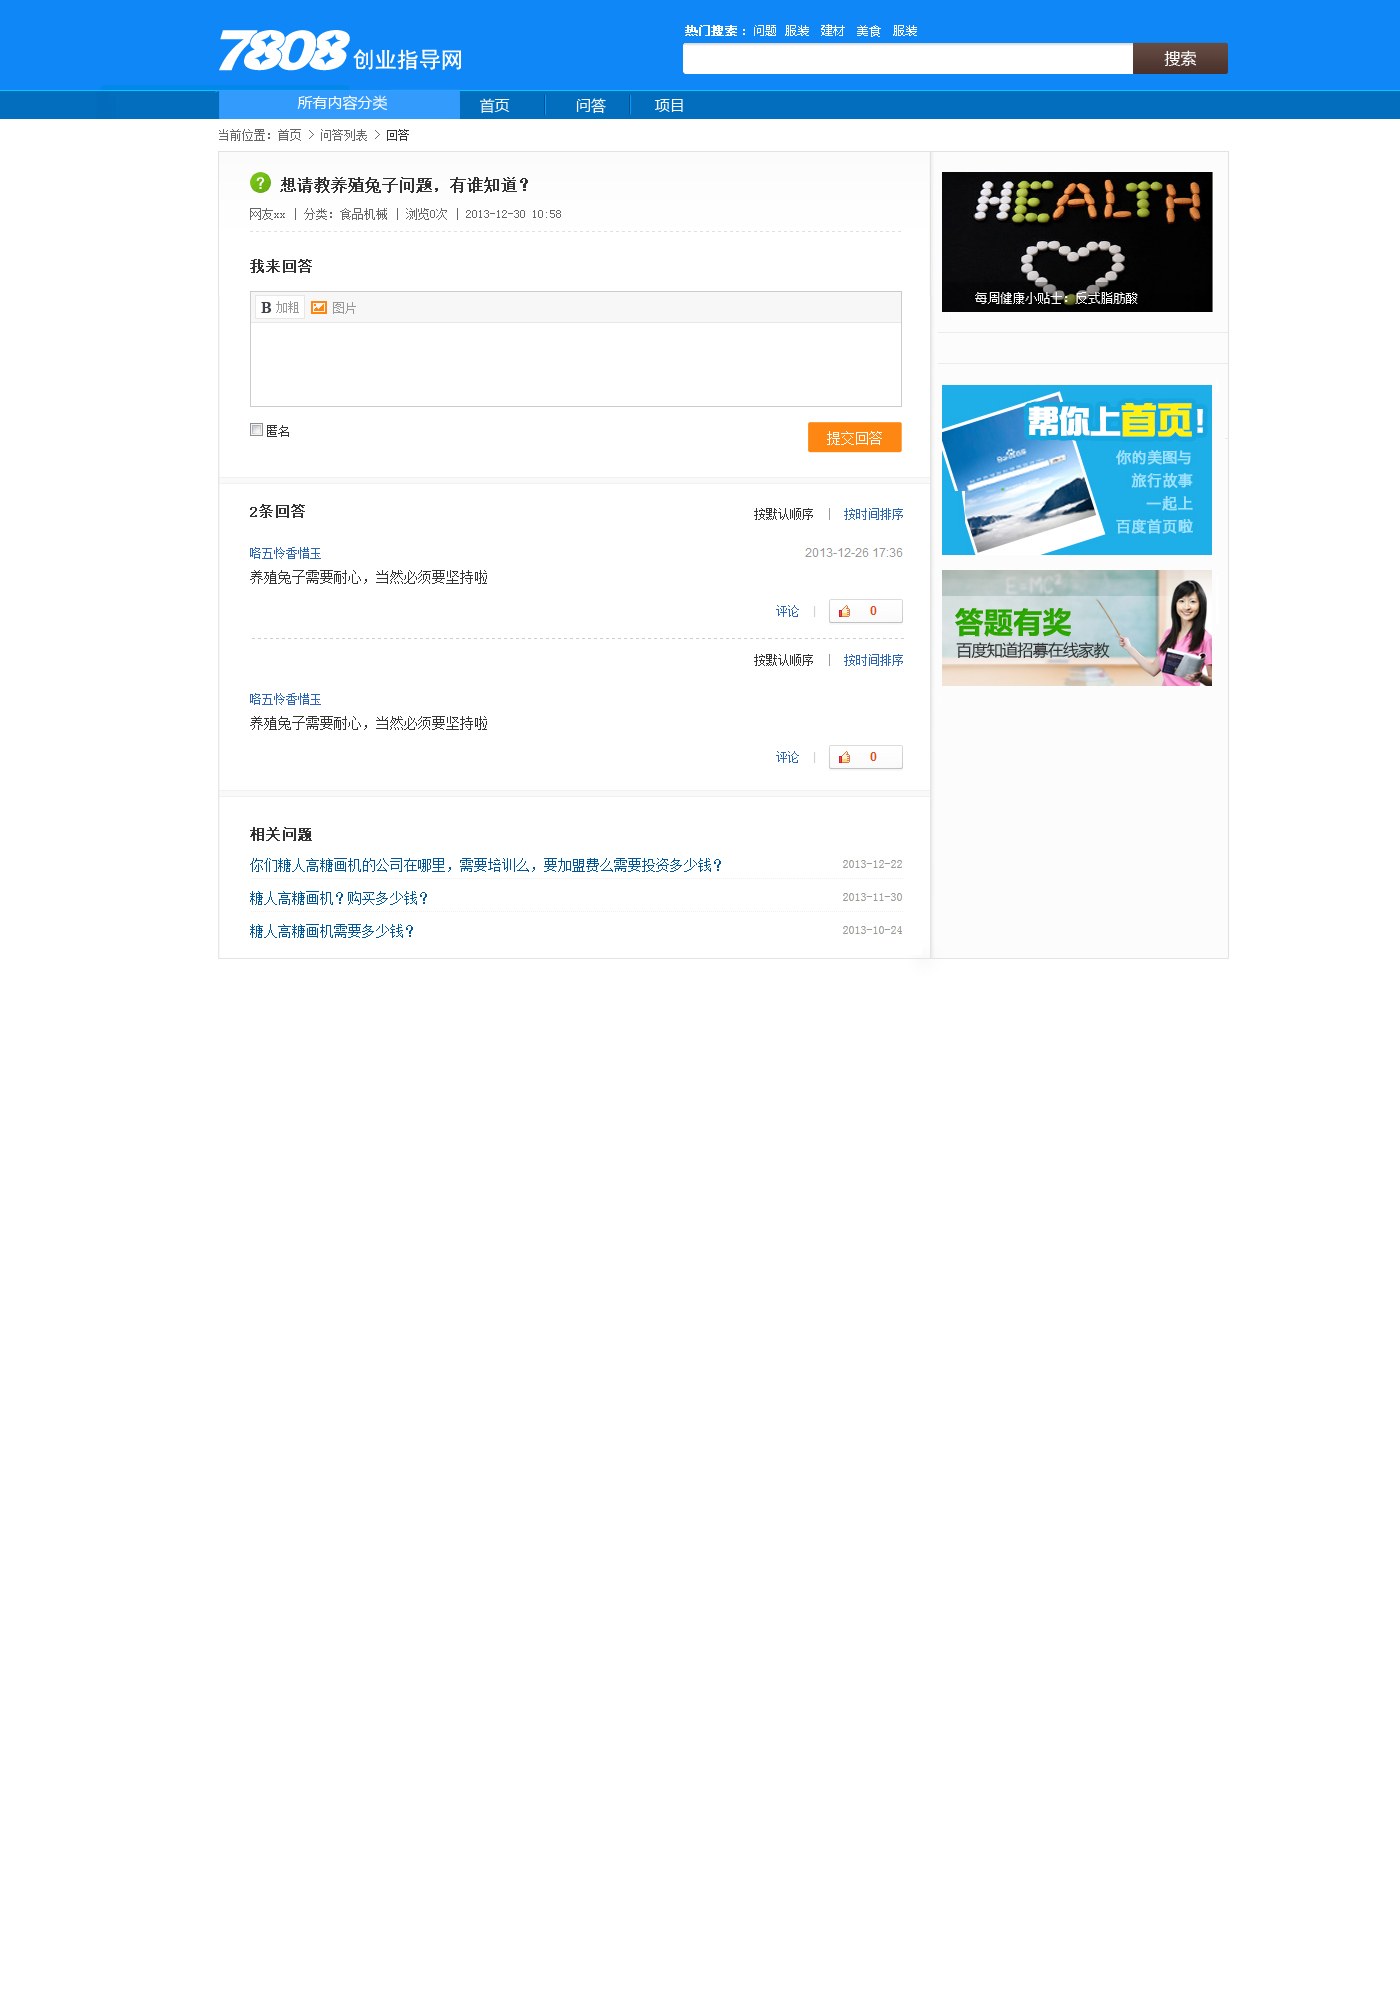 热门搜索： 问题 服装 建材 美食 服装
7808 创业指导网
搜索
所有内容分类 首页 问答 项目
当前位置：首页 > 问答列表 > 回答
? 想请教养殖兔子问题，有谁知道？
网友xx | 分类：食品机械 | 浏览0次 | 2013-12-30 10:58
我来回答
B 加粗 图片
匿名
提交回答
2条回答
按默认顺序 | 按时间排序
咯五怜香惜玉
2013-12-26 17:36
养殖兔子需要耐心，当然必须要坚持啦
评论 | 0
按默认顺序 | 按时间排序
咯五怜香惜玉
养殖兔子需要耐心，当然必须要坚持啦
评论 | 0
相关问题
你们糖人高糖画机的公司在哪里，需要培训么，要加盟费么需要投资多少钱？ 2013-12-22
糖人高糖画机？购买多少钱？ 2013-11-30
糖人高糖画机需要多少钱？ 2013-10-24
HEALTH
每周健康小贴士：反式脂肪酸
帮你上首页！
你的美图与
旅行故事
一起上
百度首页啦
E=MC²
答题有奖
百度知道招募在线家教